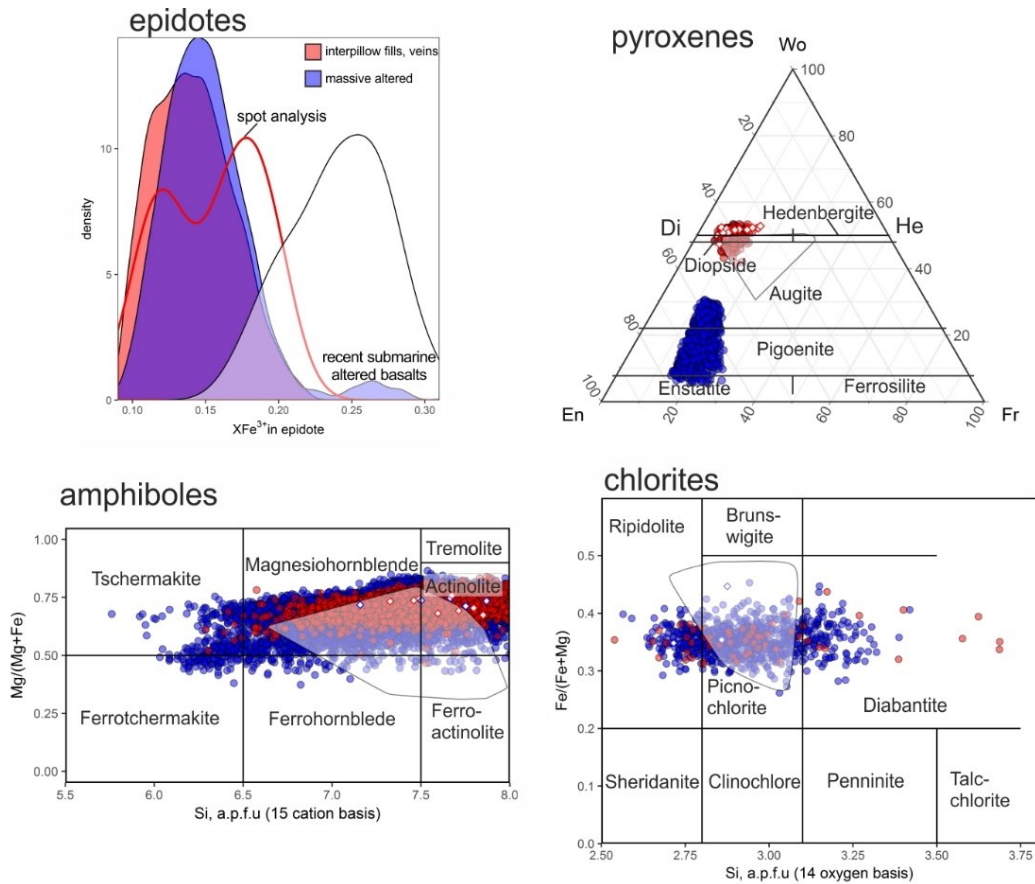 epidotes
interpillow fills, veins
massive altered
spot analysis
10
density
5
recent submarine
altered basalts
0
0.10
0.15
0.20
0.25
0.30
XFe³⁺in epidote
pyroxenes
Wo
100
20
80
40
60
Hedenbergite
Di
He
60
Diopside
40
Augite
80
20
Pigoenite
100
Enstatite
Ferrosilite
En
20
40
60
80
100
Fr
amphiboles
1.00
Tremolite
Magnesiohornblende
Tschermakite
Actinolite
0.75
Mg/(Mg+Fe)
0.50
Ferrotchermakite
Ferrohornblede
Ferro-
actinolite
0.25
0.00
5.5
6.0
6.5
7.0
7.5
8.0
Si, a.p.f.u (15 cation basis)
chlorites
Ripidolite
Bruns-
wigite
0.5
0.4
Fe/(Fe+Mg)
0.3
Picno-
chlorite
Diabantite
0.2
Sheridanite
Clinochlore
Penninite
Talc-
chlorite
0.1
0.0
2.50
2.75
3.00
3.25
3.50
3.75
Si, a.p.f.u (14 oxygen basis)